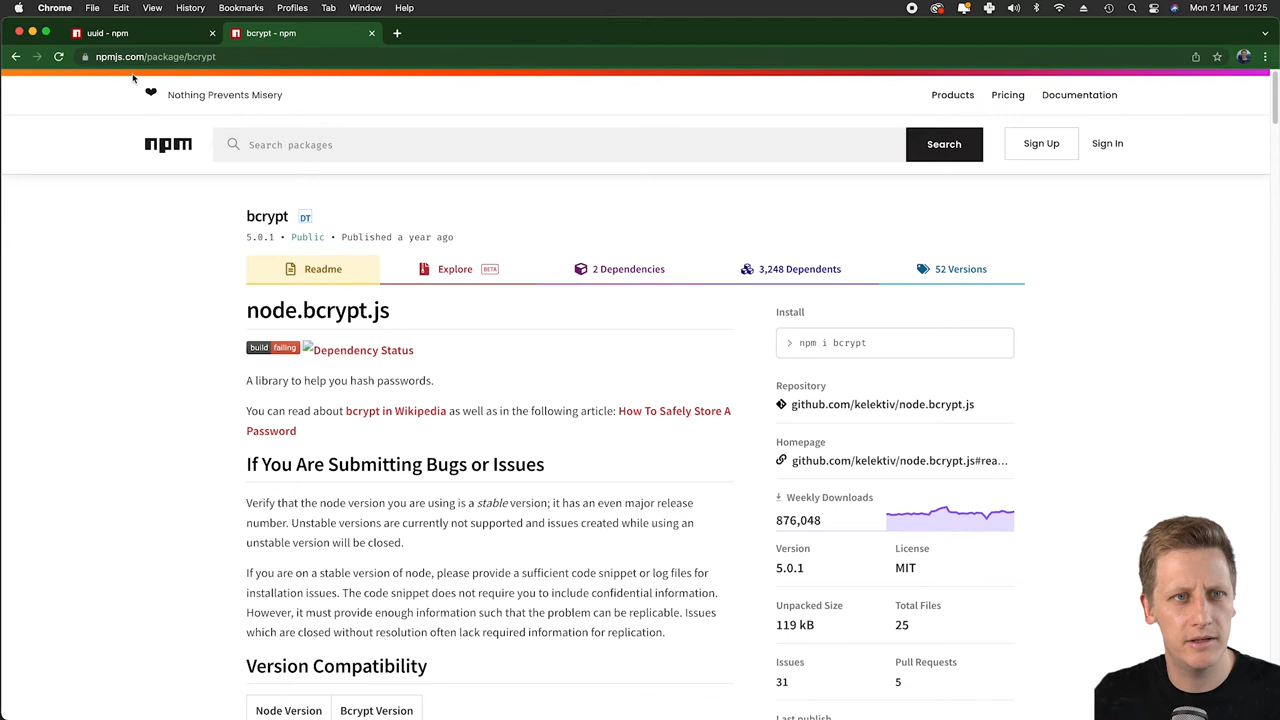 Chrome File Edit View History Bookmarks Profiles Tab Window Help Mon 21 Mar 10:25
uuid - npm bcrypt - npm
npmjs.com/package/bcrypt
Nothing Prevents Misery Products Pricing Documentation
npm Search packages Search Sign Up Sign In
bcrypt DT
5.0.1 • Public • Published a year ago
Readme Explore BETA 2 Dependencies 3,248 Dependents 52 Versions
node.bcrypt.js
build failing Dependency Status
A library to help you hash passwords.
You can read about bcrypt in Wikipedia as well as in the following article: How To Safely Store A
Password
If You Are Submitting Bugs or Issues
Verify that the node version you are using is a stable version; it has an even major release
number. Unstable versions are currently not supported and issues created while using an
unstable version will be closed.
If you are on a stable version of node, please provide a sufficient code snippet or log files for
installation issues. The code snippet does not require you to include confidential information.
However, it must provide enough information such that the problem can be replicable. Issues
which are closed without resolution often lack required information for replication.
Version Compatibility
Node Version Bcrypt Version
Install
> npm i bcrypt
Repository
github.com/kelektiv/node.bcrypt.js
Homepage
github.com/kelektiv/node.bcrypt.js#rea...
Weekly Downloads
876,048
Version License
5.0.1 MIT
Unpacked Size Total Files
119 kB 25
Issues Pull Requests
31 5
Last publish